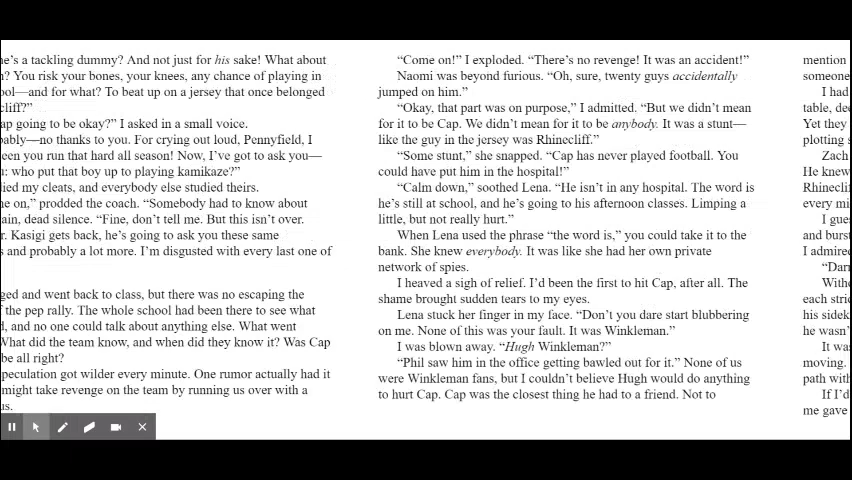 he's a tackling dummy? And not just for his sake! What about
n? You risk your bones, your knees, any chance of playing in
ool—and for what? To beat up on a jersey that once belonged
cliff?”
ap going to be okay?” I asked in a small voice.
bably—no thanks to you. For crying out loud, Pennyfield, I
een you run that hard all season! Now, I’ve got to ask you—
u: who put that boy up to playing kamikaze?”
died my cleats, and everybody else studied theirs.
ne on,” prodded the coach. “Somebody had to know about
ain, dead silence. “Fine, don’t tell me. But this isn’t over.
r. Kasigi gets back, he’s going to ask you these same
s and probably a lot more. I’m disgusted with every last one of
ged and went back to class, but there was no escaping the
f the pep rally. The whole school had been there to see what
d, and no one could talk about anything else. What went
What did the team know, and when did they know it? Was Cap
be all right?
peculation got wilder every minute. One rumor actually had it
might take revenge on the team by running us over with a
us.
“Come on!” I exploded. “There’s no revenge! It was an accident!”
Naomi was beyond furious. “Oh, sure, twenty guys accidentally
jumped on him.”
“Okay, that part was on purpose,” I admitted. “But we didn’t mean
for it to be Cap. We didn’t mean for it to be anybody. It was a stunt—
like the guy in the jersey was Rhinecliff.”
“Some stunt,” she snapped. “Cap has never played football. You
could have put him in the hospital!”
“Calm down,” soothed Lena. “He isn’t in any hospital. The word is
he’s still at school, and he’s going to his afternoon classes. Limping a
little, but not really hurt.”
When Lena used the phrase “the word is,” you could take it to the
bank. She knew everybody. It was like she had her own private
network of spies.
I heaved a sigh of relief. I’d been the first to hit Cap, after all. The
shame brought sudden tears to my eyes.
Lena stuck her finger in my face. “Don’t you dare start blubbering
on me. None of this was your fault. It was Winkleman.”
I was blown away. “Hugh Winkleman?”
“Phil saw him in the office getting bawled out for it.” None of us
were Winkleman fans, but I couldn’t believe Hugh would do anything
to hurt Cap. Cap was the closest thing he had to a friend. Not to
mention
someone
I had
table, dee
Yet they
plotting s
Zach
He knew
Rhinecli
every mi
I gues
and burst
I admired
“Darr
Witho
each stric
his sidek
he wasn’
It was
moving.
path with
If I’d
me gave